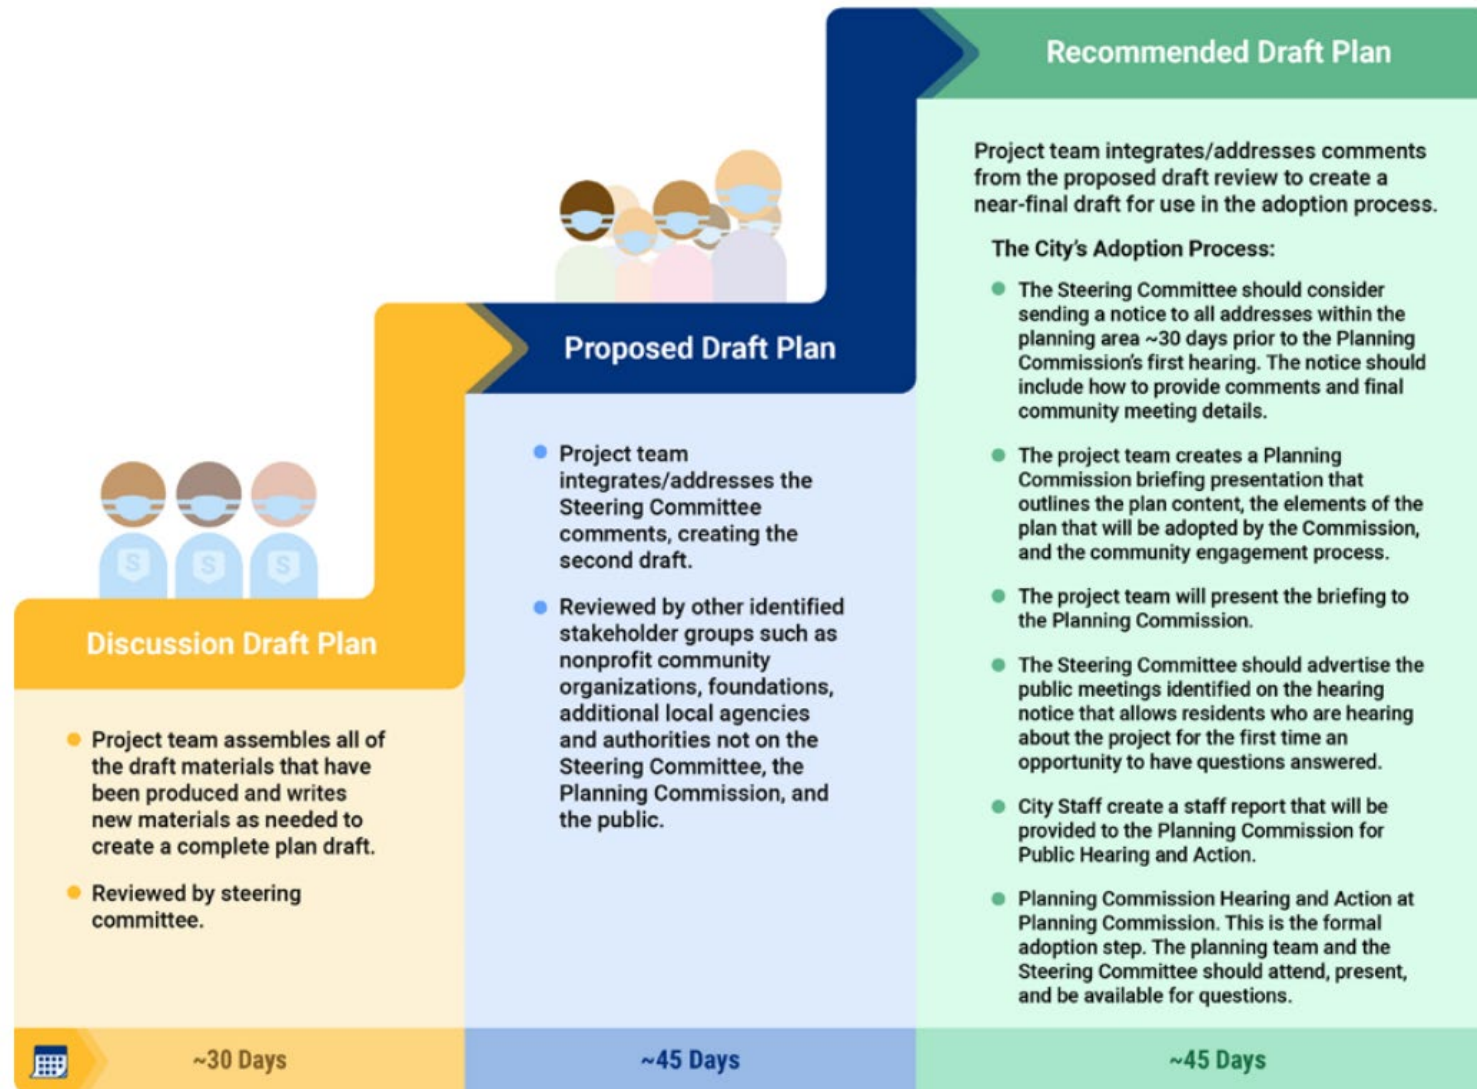 Discussion Draft Plan
Project team assembles all of
the draft materials that have
been produced and writes
new materials as needed to
create a complete plan draft.
Reviewed by steering
committee.
~30 Days
S
S
S
Proposed Draft Plan
Project team
integrates/addresses the
Steering Committee
comments, creating the
second draft.
Reviewed by other identified
stakeholder groups such as
nonprofit community
organizations, foundations,
additional local agencies
and authorities not on the
Steering Committee, the
Planning Commission, and
the public.
~45 Days
Recommended Draft Plan
Project team integrates/addresses comments
from the proposed draft review to create a
near-final draft for use in the adoption process.
The City's Adoption Process:
The Steering Committee should consider
sending a notice to all addresses within the
planning area ~30 days prior to the Planning
Commission's first hearing. The notice should
include how to provide comments and final
community meeting details.
The project team creates a Planning
Commission briefing presentation that
outlines the plan content, the elements of the
plan that will be adopted by the Commission,
and the community engagement process.
The project team will present the briefing to
the Planning Commission.
The Steering Committee should advertise the
public meetings identified on the hearing
notice that allows residents who are hearing
about the project for the first time an
opportunity to have questions answered.
City Staff create a staff report that will be
provided to the Planning Commission for
Public Hearing and Action.
Planning Commission Hearing and Action at
Planning Commission. This is the formal
adoption step. The planning team and the
Steering Committee should attend, present,
and be available for questions.
~45 Days